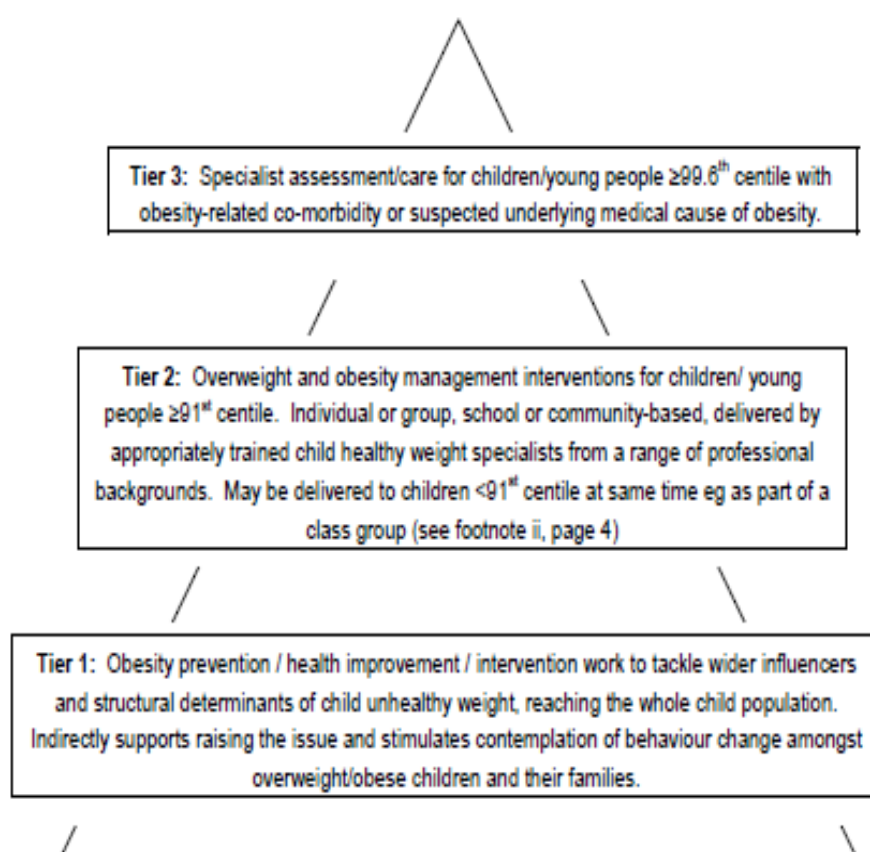 Tier 3: Specialist assessment/care for children/young people ≥99.6th centile with
obesity-related co-morbidity or suspected underlying medical cause of obesity.
Tier 2: Overweight and obesity management interventions for children/ young
people ≥91st centile. Individual or group, school or community-based, delivered by
appropriately trained child healthy weight specialists from a range of professional
backgrounds. May be delivered to children <91st centile at same time eg as part of a
class group (see footnote ii, page 4)
Tier 1: Obesity prevention / health improvement / intervention work to tackle wider influencers
and structural determinants of child unhealthy weight, reaching the whole child population.
Indirectly supports raising the issue and stimulates contemplation of behaviour change amongst
overweight/obese children and their families.